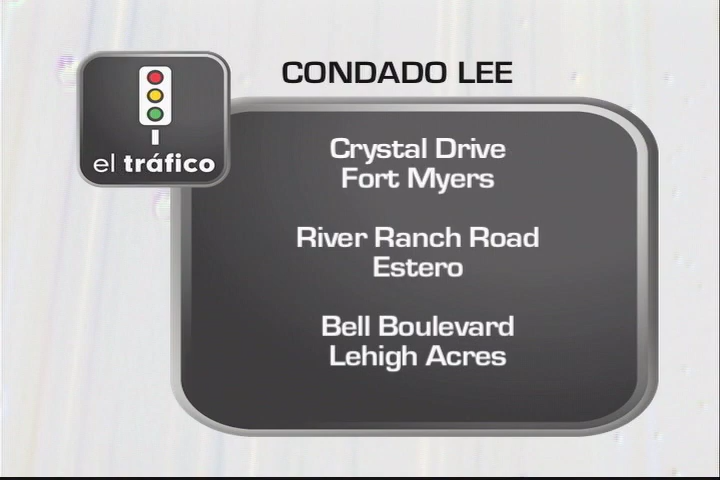 CONDADO LEE
el tráfico
Crystal Drive
Fort Myers
River Ranch Road
Estero
Bell Boulevard
Lehigh Acres